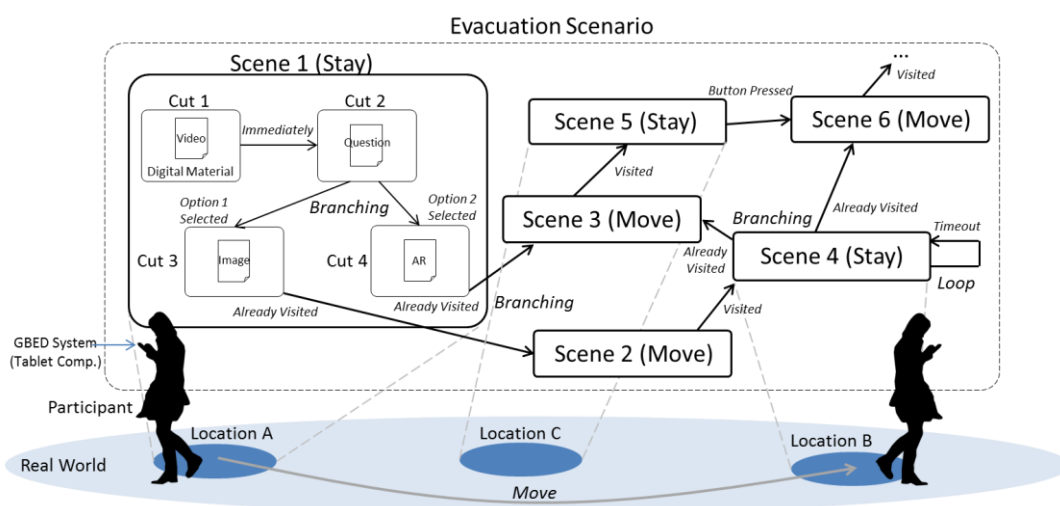 Evacuation Scenario
Scene 1 (Stay)
Cut 1
Video
Digital Material
Immediately
Cut 2
Question
Option 1
Selected
Branching
Option 2
Selected
Cut 3
Image
Already Visited
Cut 4
AR
Already Visited
Branching
Scene 5 (Stay)
Button Pressed
...
Visited
Scene 6 (Move)
Visited
Scene 3 (Move)
Already
Visited
Branching
Already Visited
Scene 4 (Stay)
Timeout
Loop
Visited
Scene 2 (Move)
GBED System
(Tablet Comp.)
Participant
Real World
Location A
Location C
Location B
Move